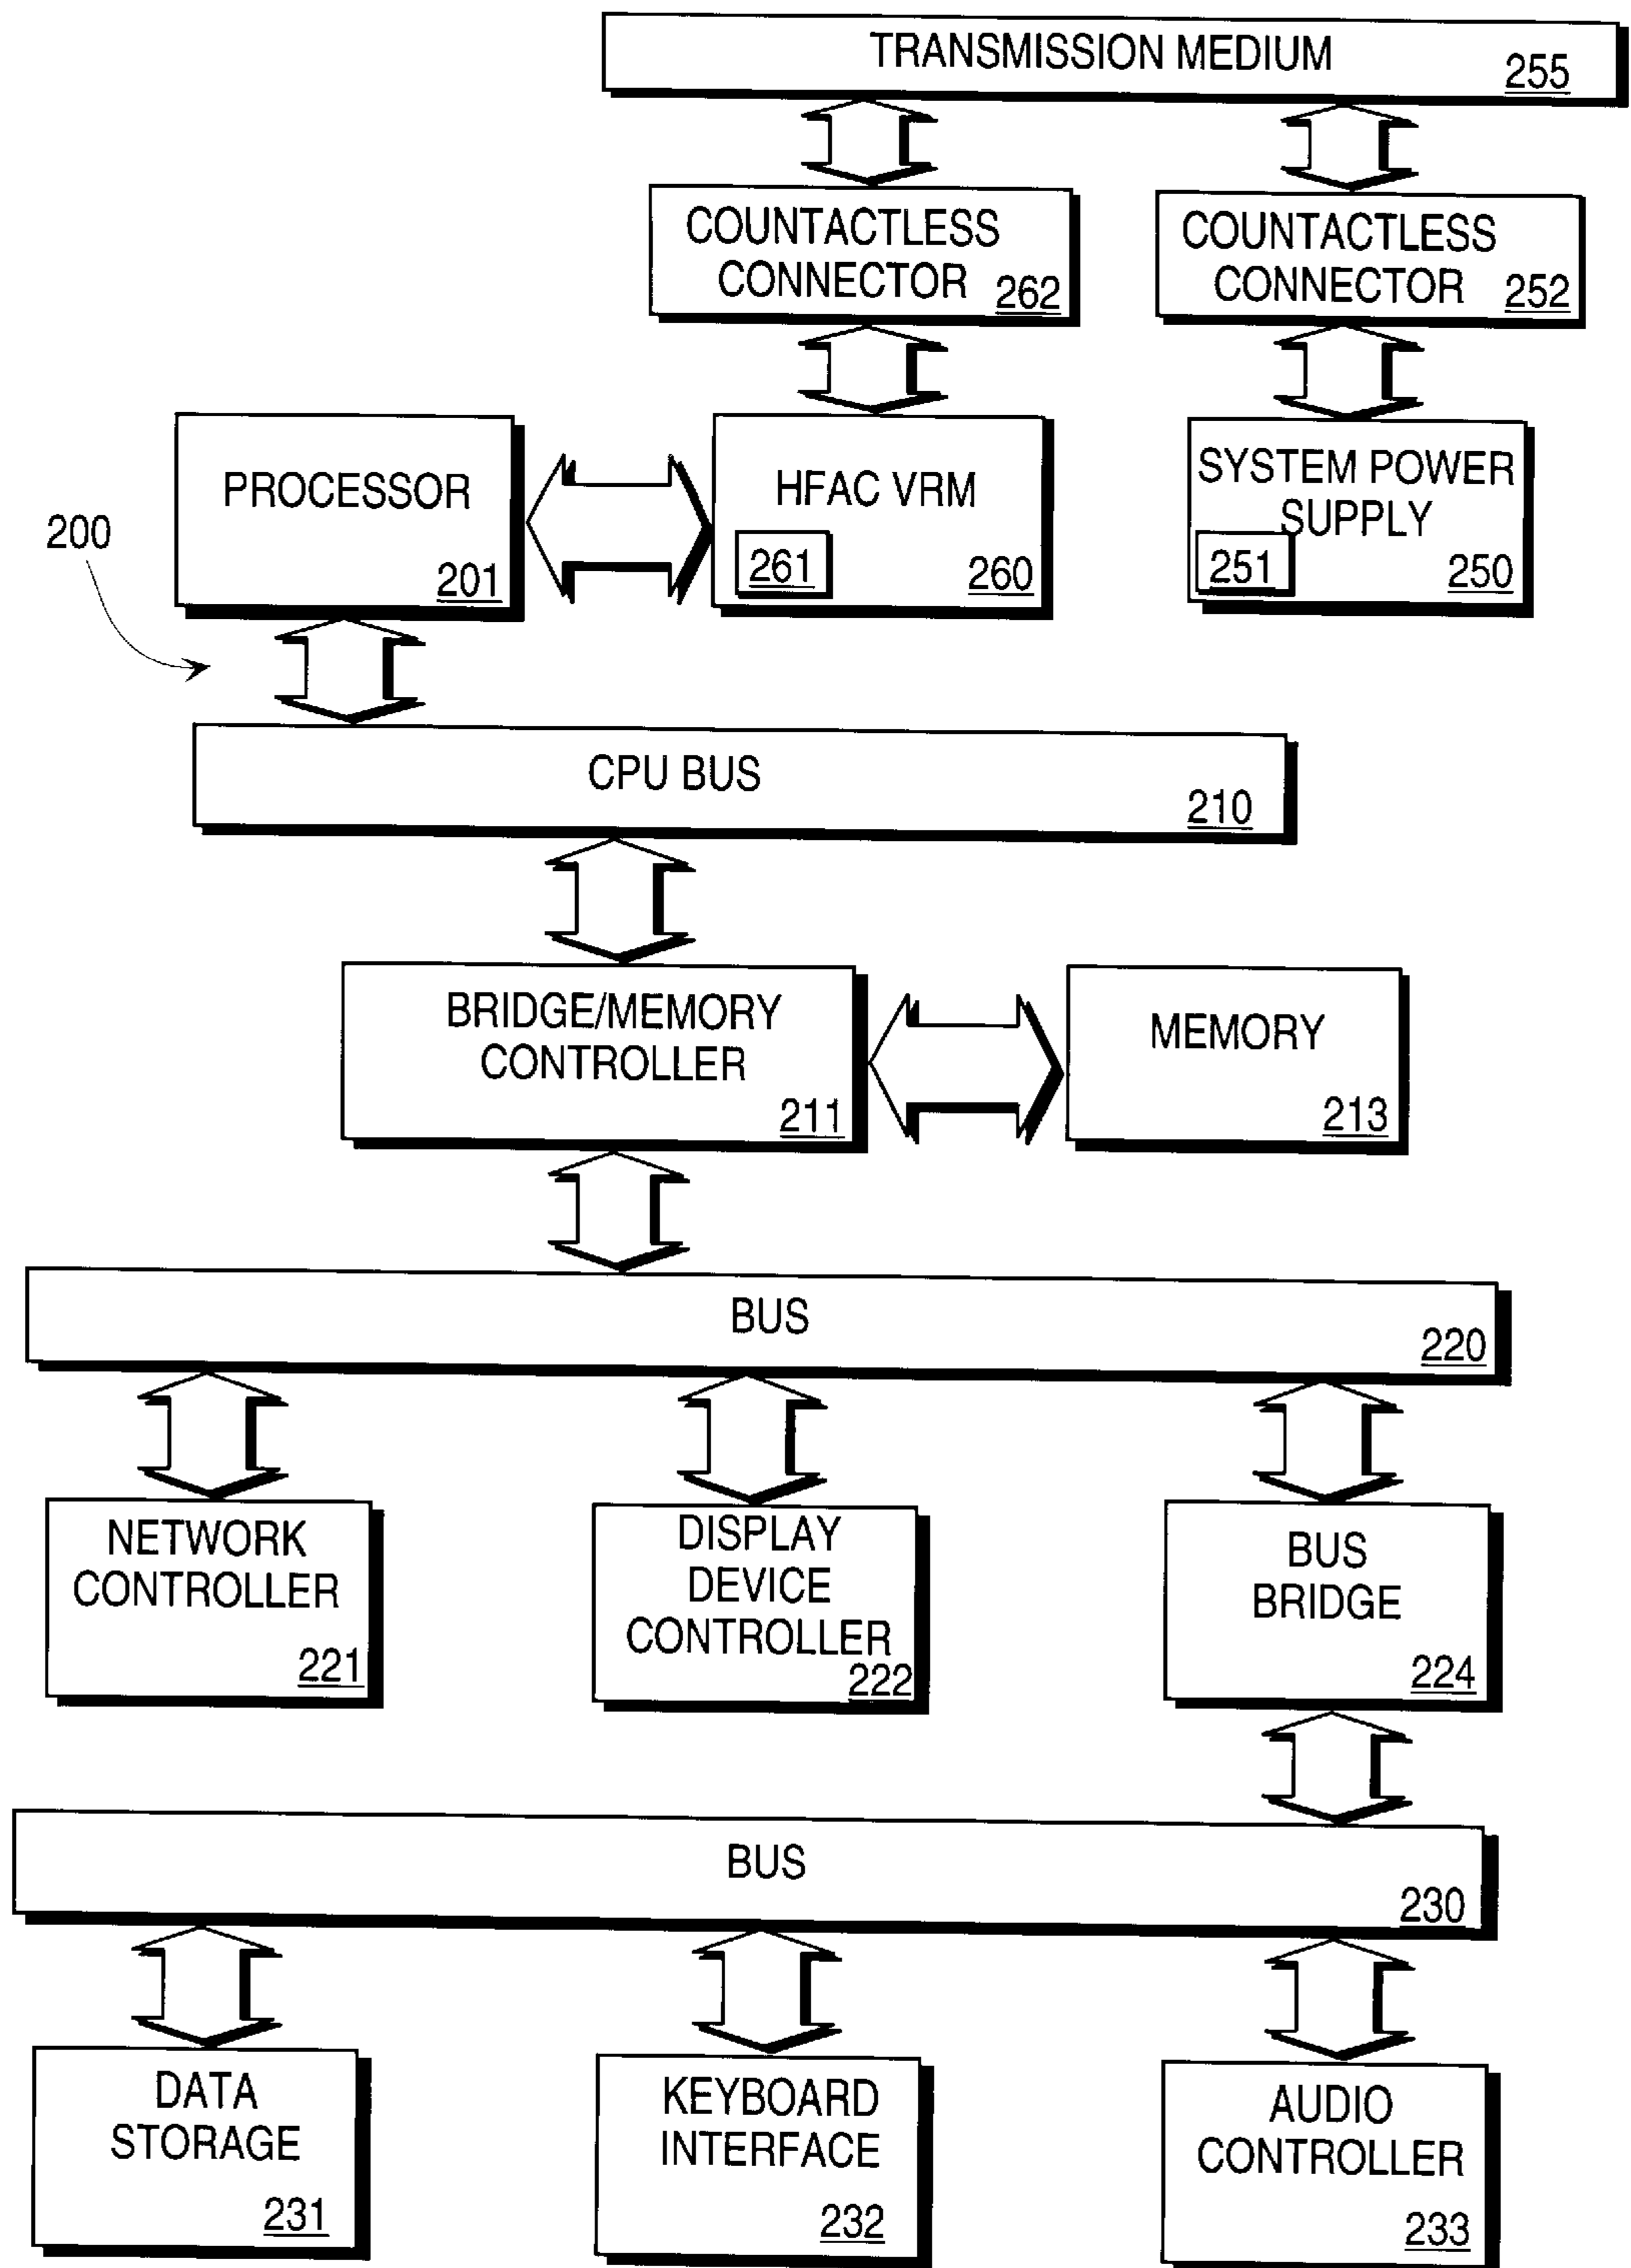 TRANSMISSION MEDIUM
255
COUNTACTLESS
CONNECTOR 262
COUNTACTLESS
CONNECTOR 252
PROCESSOR
201
HFAC VRM
261 260
SYSTEM POWER
SUPPLY
251 250
200
CPU BUS
210
BRIDGE/MEMORY
CONTROLLER
211
MEMORY
213
BUS
220
NETWORK
CONTROLLER
221
DISPLAY
DEVICE
CONTROLLER
222
BUS
BRIDGE
224
BUS
230
DATA
STORAGE
231
KEYBOARD
INTERFACE
232
AUDIO
CONTROLLER
233